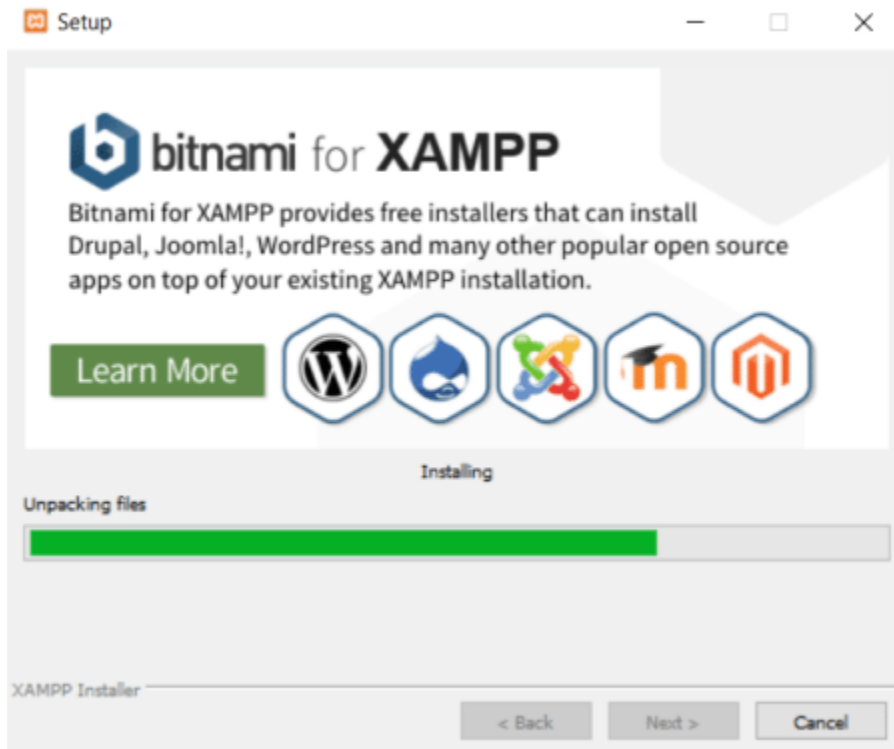 Setup
bitnami for XAMPP
Bitnami for XAMPP provides free installers that can install
Drupal, Joomla!, WordPress and many other popular open source
apps on top of your existing XAMPP installation.
Learn More
Installing
Unpacking files
XAMPP Installer
< Back Next > Cancel